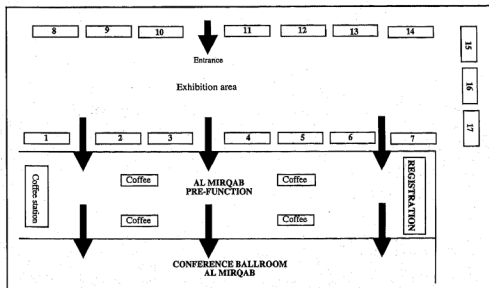 8 9 10 11 12 13 14
15
Entrance
16
Exhibition area
17
1 2 3 4 5 6 7
Coffee station
Coffee
Coffee
AL MIRQAB
PRE-FUNCTION
REGISTRATION
Coffee
Coffee
CONFERENCE BALLROOM
AL MIRQAB